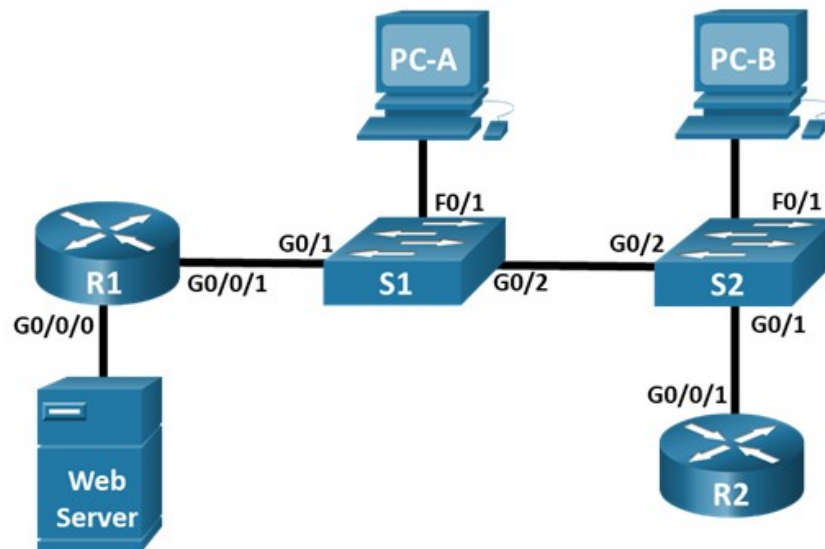 PC-A
PC-B
F0/1
F0/1
G0/1
G0/2
R1
G0/0/1
S1
G0/2
S2
G0/0/0
G0/1
G0/0/1
Web
Server
R2